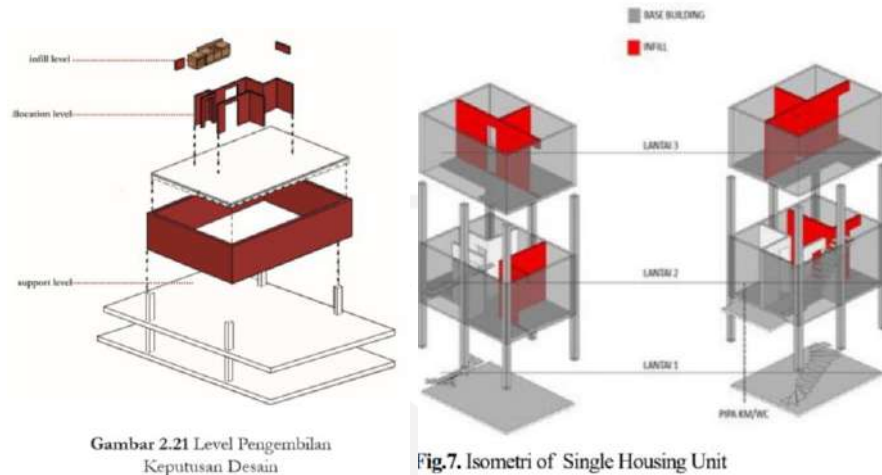 infill level
allocation level
support level
Gambar 2.21 Level Pengembilan
Keputusan Desain
BASE BUILDING
INFILL
LANTAI 3
LANTAI 2
LANTAI 1
PIPA KM/WC
Fig.7. Isometri of Single Housing Unit